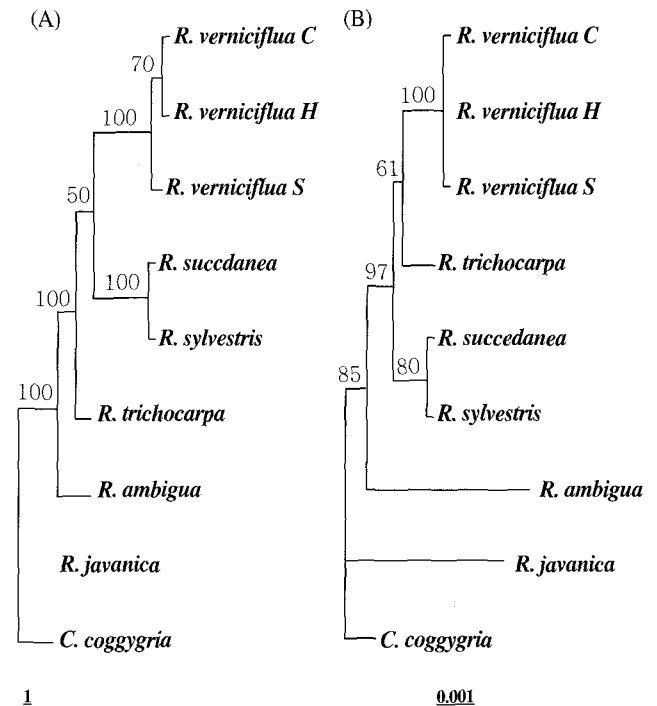 (A)
R. verniciflua C
70
R. verniciflua H
100
R. verniciflua S
50
R. succdanea
100
R. sylvestris
100
R. trichocarpa
100
R. ambigua
R. javanica
C. coggygria
1
(B)
R. verniciflua C
100
R. verniciflua H
R. verniciflua S
61
R. trichocarpa
97
R. succedanea
80
R. sylvestris
85
R. ambigua
R. javanica
C. coggygria
0.001